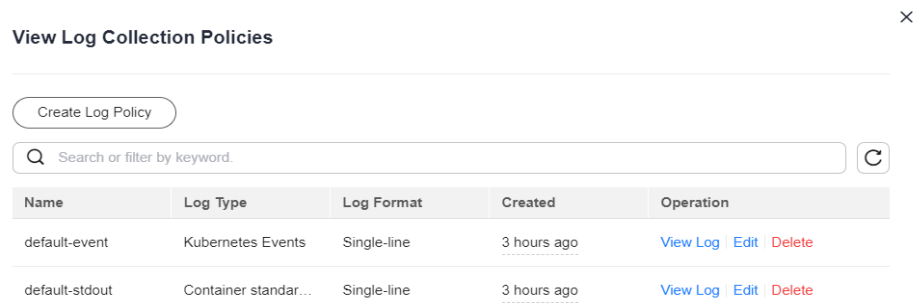 View Log Collection Policies
Create Log Policy
Search or filter by keyword.
Name Log Type Log Format Created Operation
default-event Kubernetes Events Single-line 3 hours ago View Log Edit Delete
default-stdout Container standar... Single-line 3 hours ago View Log Edit Delete